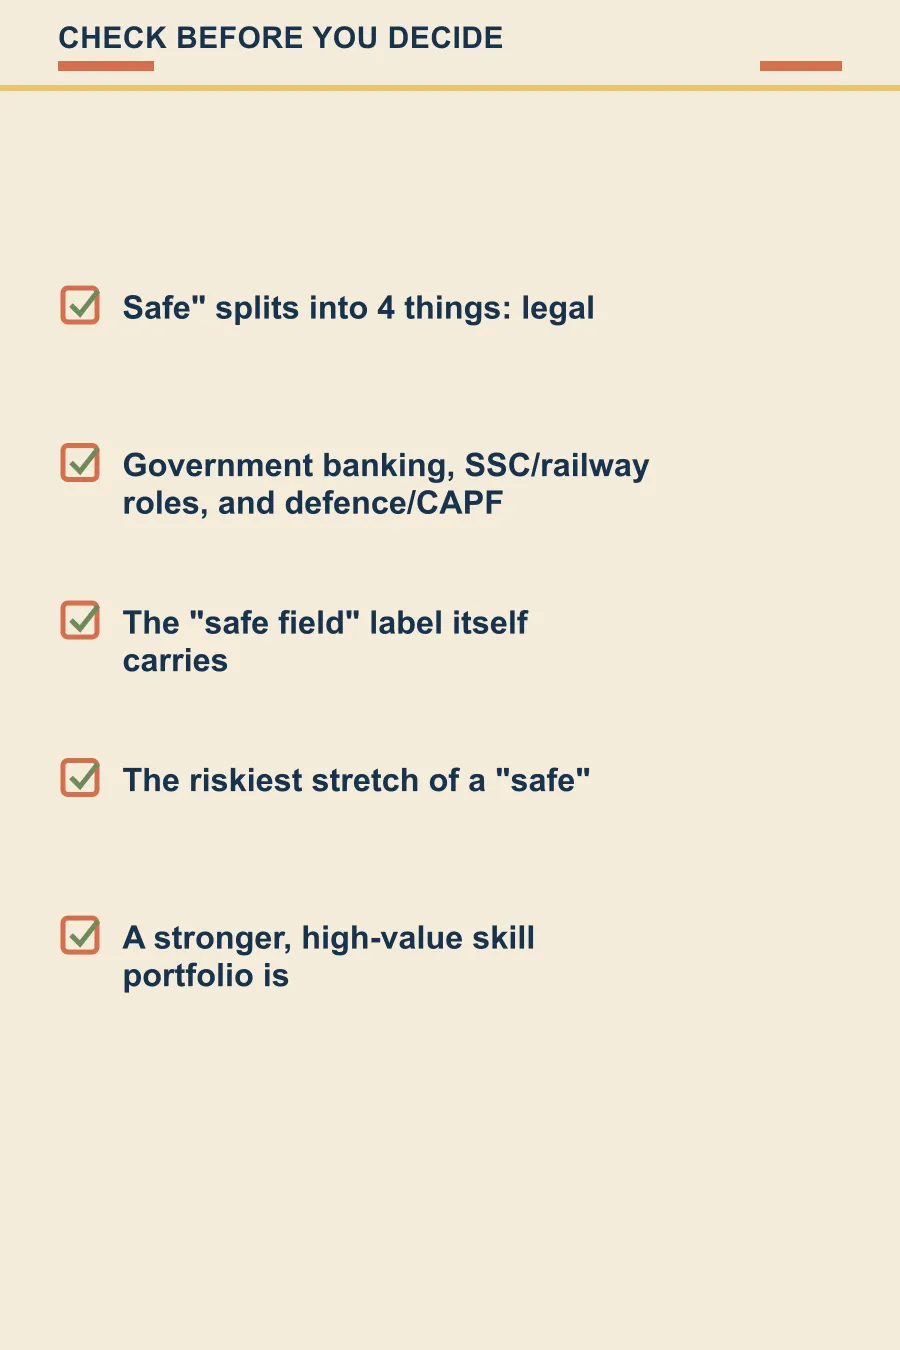 CHECK BEFORE YOU DECIDE
Safe" splits into 4 things: legal
Government banking, SSC/railway
roles, and defence/CAPF
The "safe field" label itself
carries
The riskiest stretch of a "safe"
A stronger, high-value skill
portfolio is